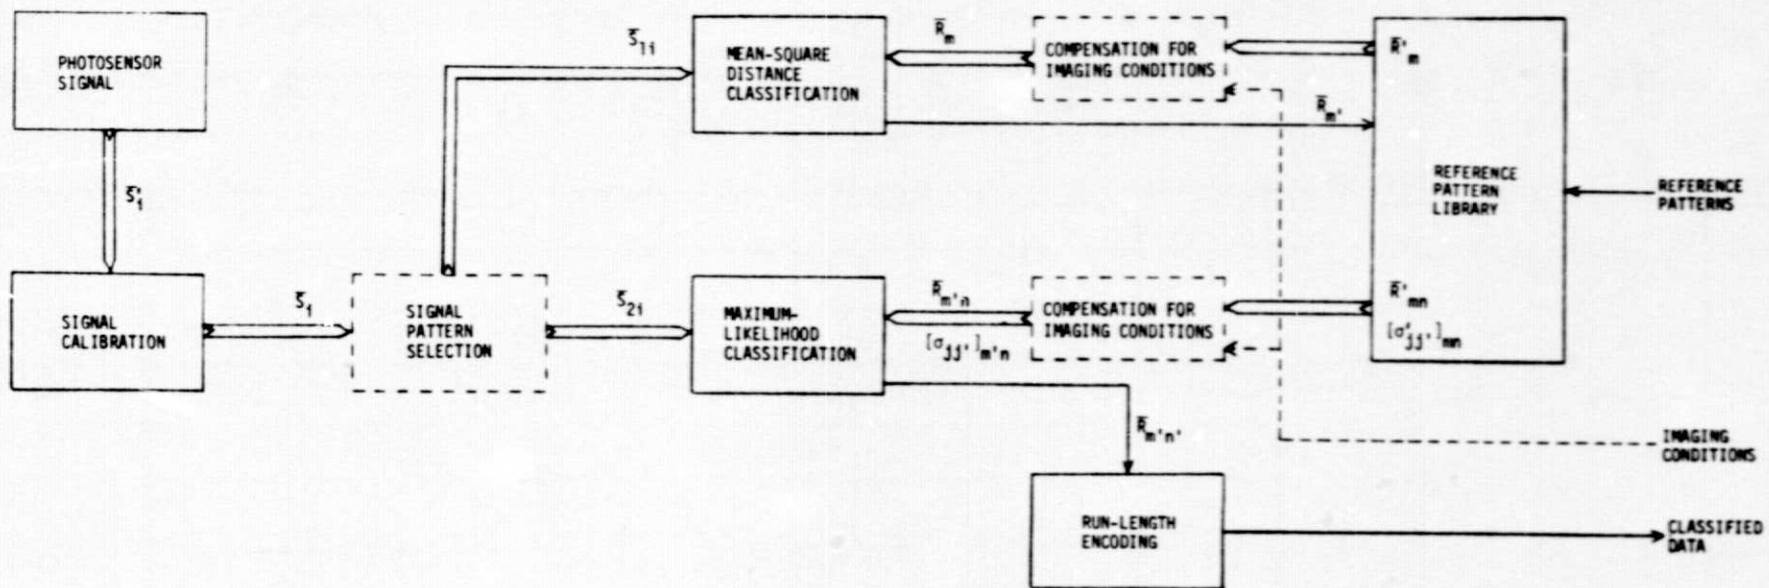 PHOTOSENSOR
SIGNAL
S̄'ᵢ
SIGNAL
CALIBRATION
S̄ᵢ
SIGNAL
PATTERN
SELECTION
S̄₁ᵢ
S̄₂ᵢ
MEAN-SQUARE
DISTANCE
CLASSIFICATION
R̄ₘ
COMPENSATION FOR
IMAGING CONDITIONS
R̄'ₘ
R̄ₘ'
REFERENCE
PATTERN
LIBRARY
REFERENCE
PATTERNS
MAXIMUM-
LIKELIHOOD
CLASSIFICATION
R̄ₘ'ₙ
[σⱼⱼ']ₘ'ₙ
COMPENSATION FOR
IMAGING CONDITIONS
R̄'ₘₙ
[σ'ⱼⱼ']ₘₙ
R̄ₘ'ₙ'
IMAGING
CONDITIONS
RUN-LENGTH
ENCODING
CLASSIFIED
DATA